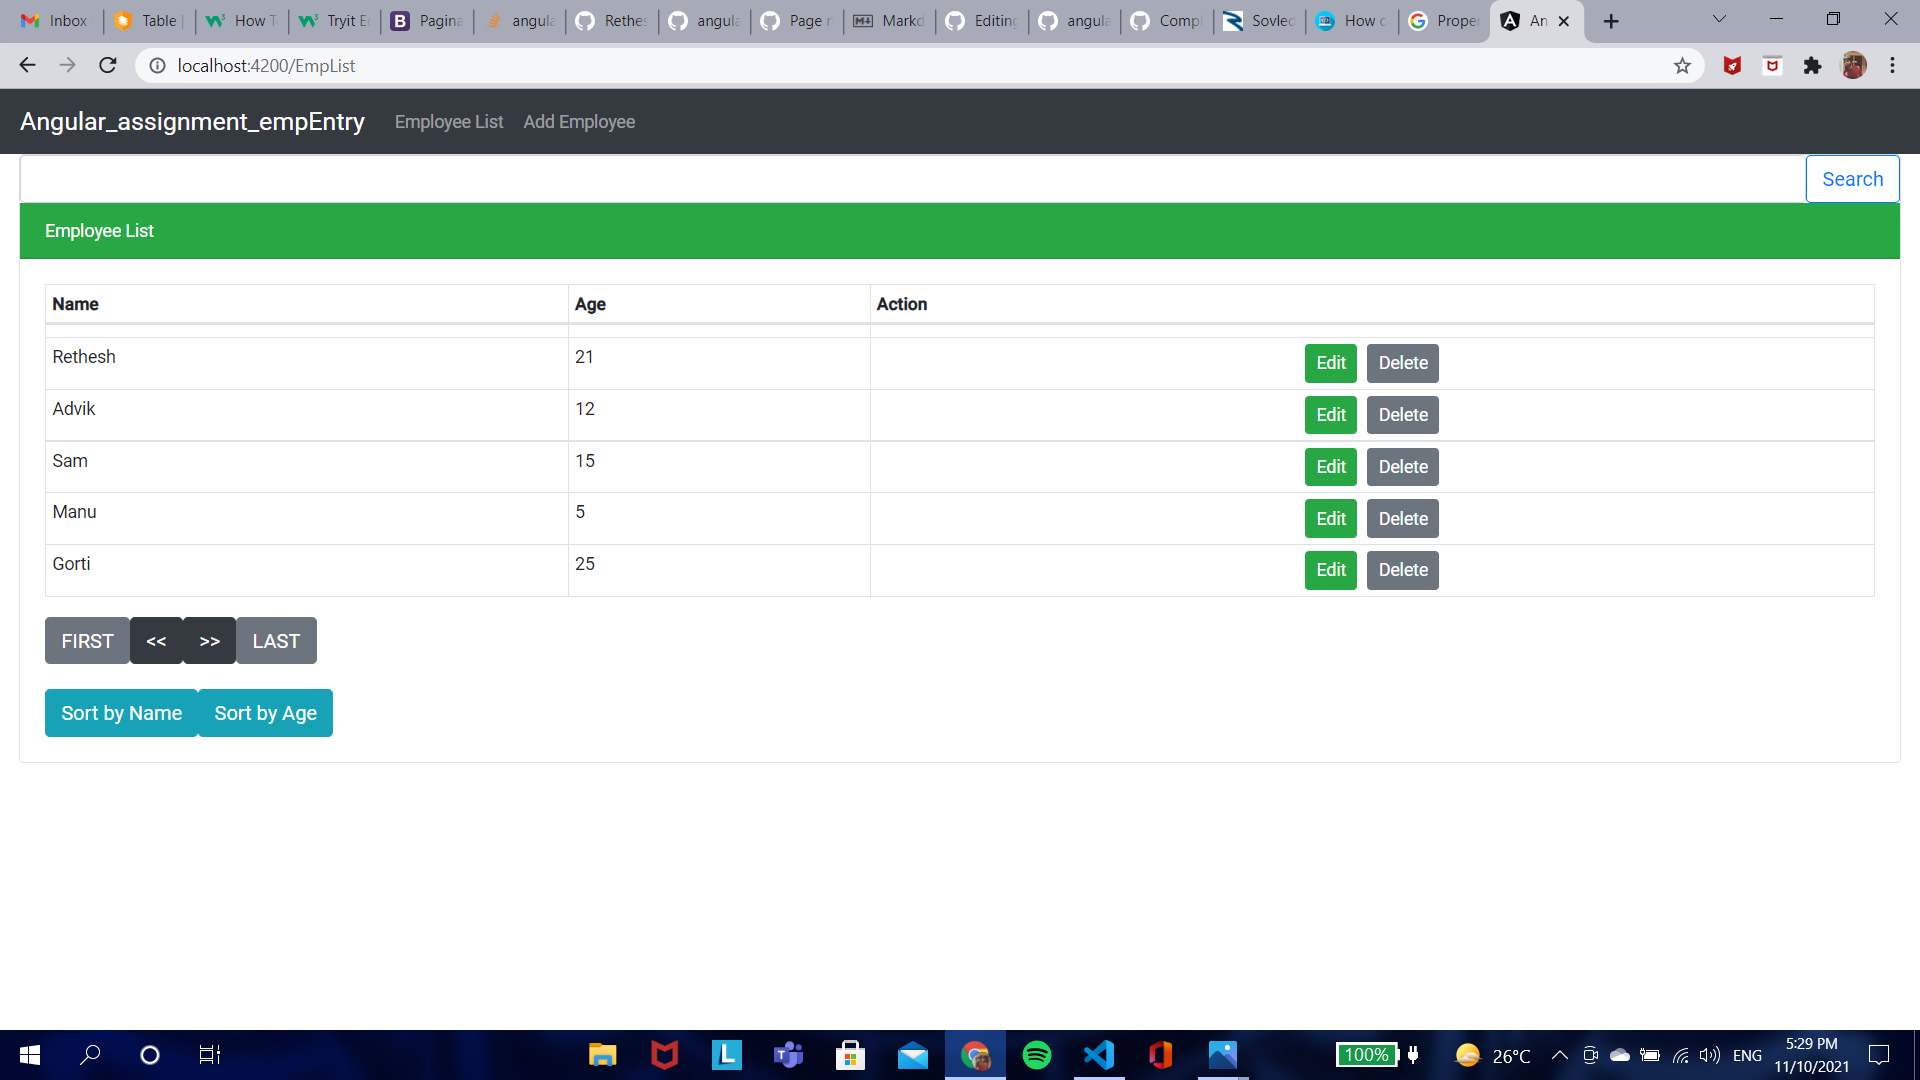 Inbox Table How T Tryit E Pagina angula Rethes angula Page Markd Editing angula Comp Sovled How c Proper An
localhost:4200/EmpList
Angular_assignment_empEntry Employee List Add Employee
Search
Employee List
Name Age Action
Rethesh 21 Edit Delete
Advik 12 Edit Delete
Sam 15 Edit Delete
Manu 5 Edit Delete
Gorti 25 Edit Delete
FIRST << >> LAST
Sort by Name Sort by Age
100% 26°C ENG 5:29 PM
11/10/2021